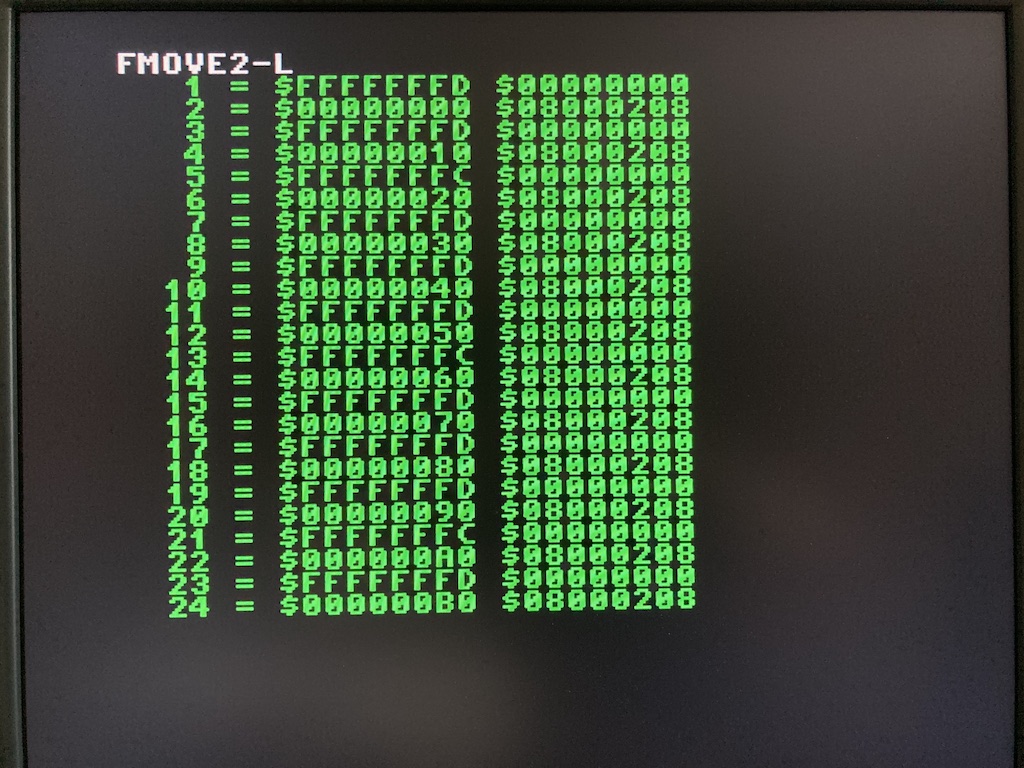 FMOVE2-L
1 = $FFFFFFFD $00000000
2 = $00000000 $08000208
3 = $FFFFFFFD $00000000
4 = $00000010 $08000208
5 = $FFFFFFFC $00000000
6 = $00000020 $08000208
7 = $FFFFFFFD $00000000
8 = $00000030 $08000208
9 = $FFFFFFFD $00000000
10 = $00000040 $08000208
11 = $FFFFFFFD $00000000
12 = $00000050 $08000208
13 = $FFFFFFFC $00000000
14 = $00000060 $08000208
15 = $FFFFFFFD $00000000
16 = $00000070 $08000208
17 = $FFFFFFFD $00000000
18 = $00000080 $08000208
19 = $FFFFFFFD $00000000
20 = $00000090 $08000208
21 = $FFFFFFFC $00000000
22 = $000000A0 $08000208
23 = $FFFFFFFD $00000000
24 = $000000B0 $08000208